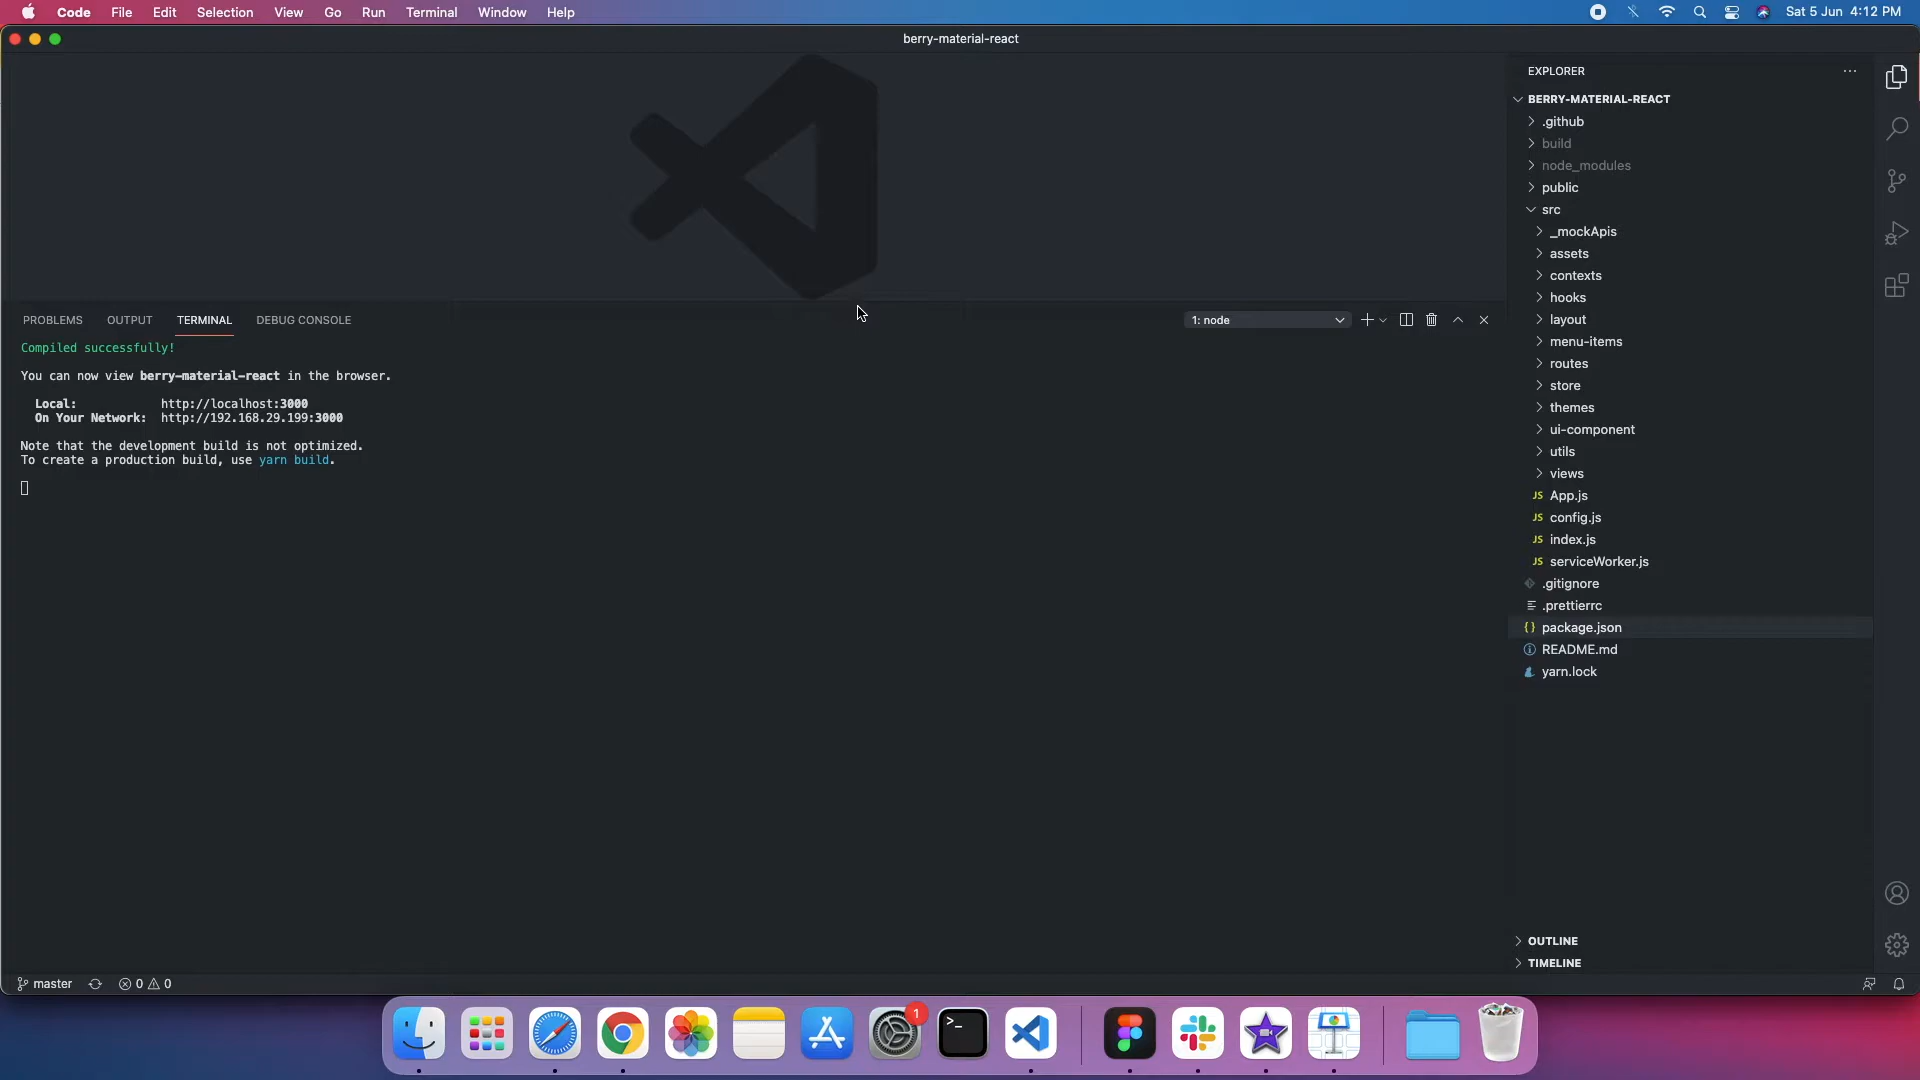 Code File Edit Selection View Go Run Terminal Window Help Sat 5 Jun 4:12 PM
berry-material-react
EXPLORER
BERRY-MATERIAL-REACT
.github
build
node_modules
public
src
_mockApis
assets
contexts
hooks
layout
menu-items
routes
store
themes
ui-component
utils
views
JS App.js
JS config.js
JS index.js
JS serviceWorker.js
.gitignore
.prettierrc
{} package.json
README.md
yarn.lock
OUTLINE
TIMELINE
PROBLEMS OUTPUT TERMINAL DEBUG CONSOLE 1: node
Compiled successfully!
You can now view berry-material-react in the browser.
Local: http://localhost:3000
On Your Network: http://192.168.29.199:3000
Note that the development build is not optimized.
To create a production build, use yarn build.
master 0 0
1
>_